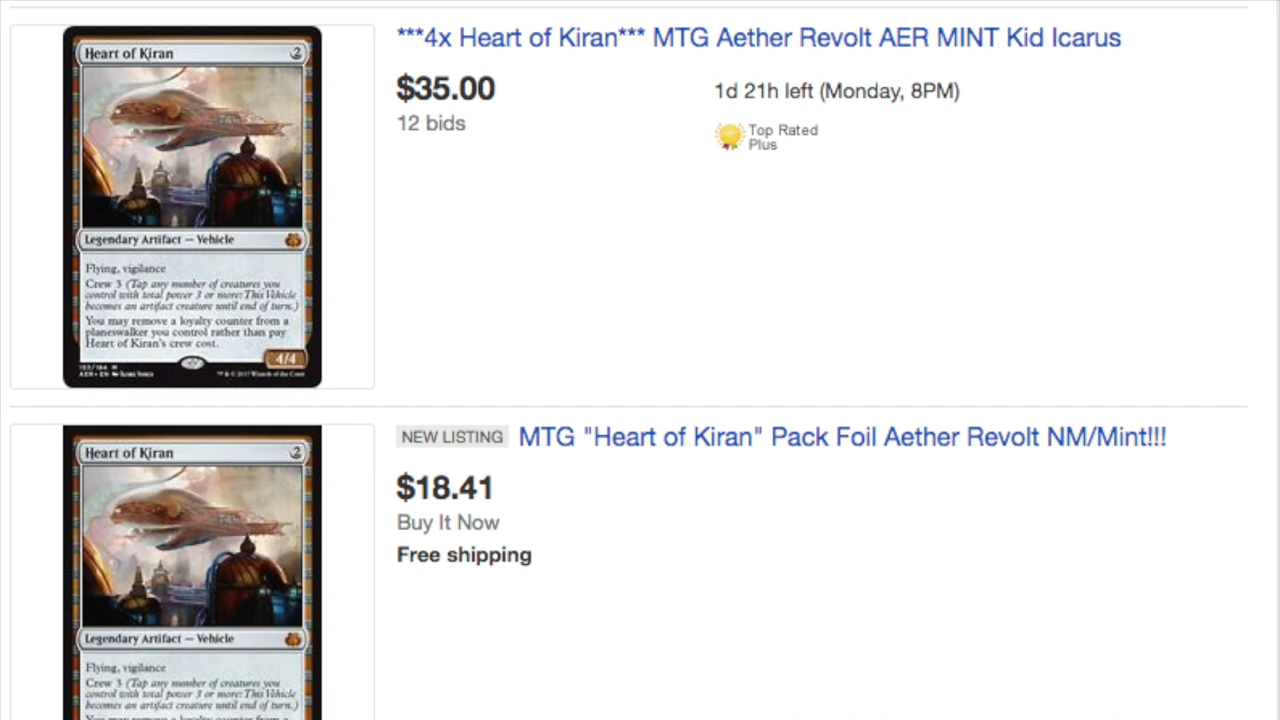 Heart of Kiran 2
***4x Heart of Kiran*** MTG Aether Revolt AER MINT Kid Icarus
$35.00
12 bids
1d 21h left (Monday, 8PM)
Top Rated
Plus
Legendary Artifact — Vehicle
Flying, vigilance
Crew 3 (Tap any number of creatures you
control with total power 3 or more: This Vehicle
becomes an artifact creature until end of turn.)
You may remove a loyalty counter from a
planeswalker you control rather than pay
Heart of Kiran's crew cost.
4/4
™ & © 2017 Wizards of the Coast
Heart of Kiran 2
NEW LISTING MTG "Heart of Kiran" Pack Foil Aether Revolt NM/Mint!!!
$18.41
Buy It Now
Free shipping
Legendary Artifact — Vehicle
Flying, vigilance
Crew 3 (Tap any number of creatures you
control with total power 3 or more: This Vehicle
becomes an artifact creature until end of turn.)